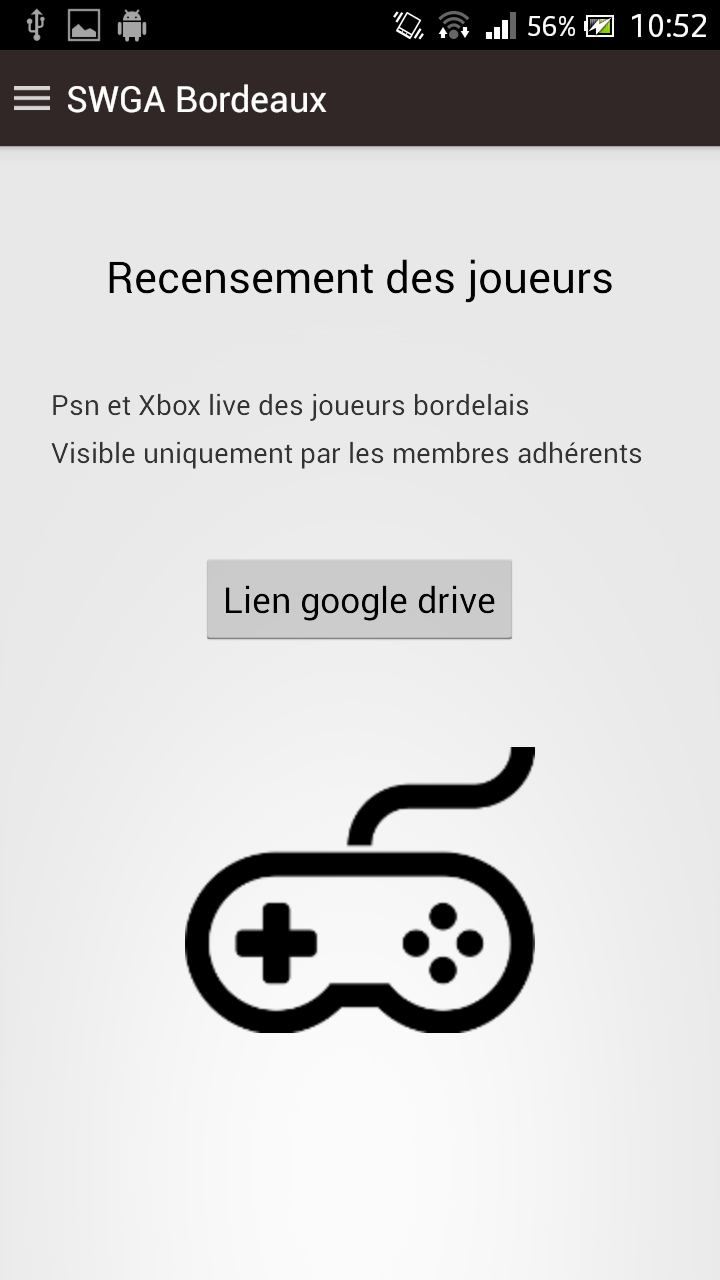 56% 10:52
SWGA Bordeaux
Recensement des joueurs
Psn et Xbox live des joueurs bordelais
Visible uniquement par les membres adhérents
Lien google drive